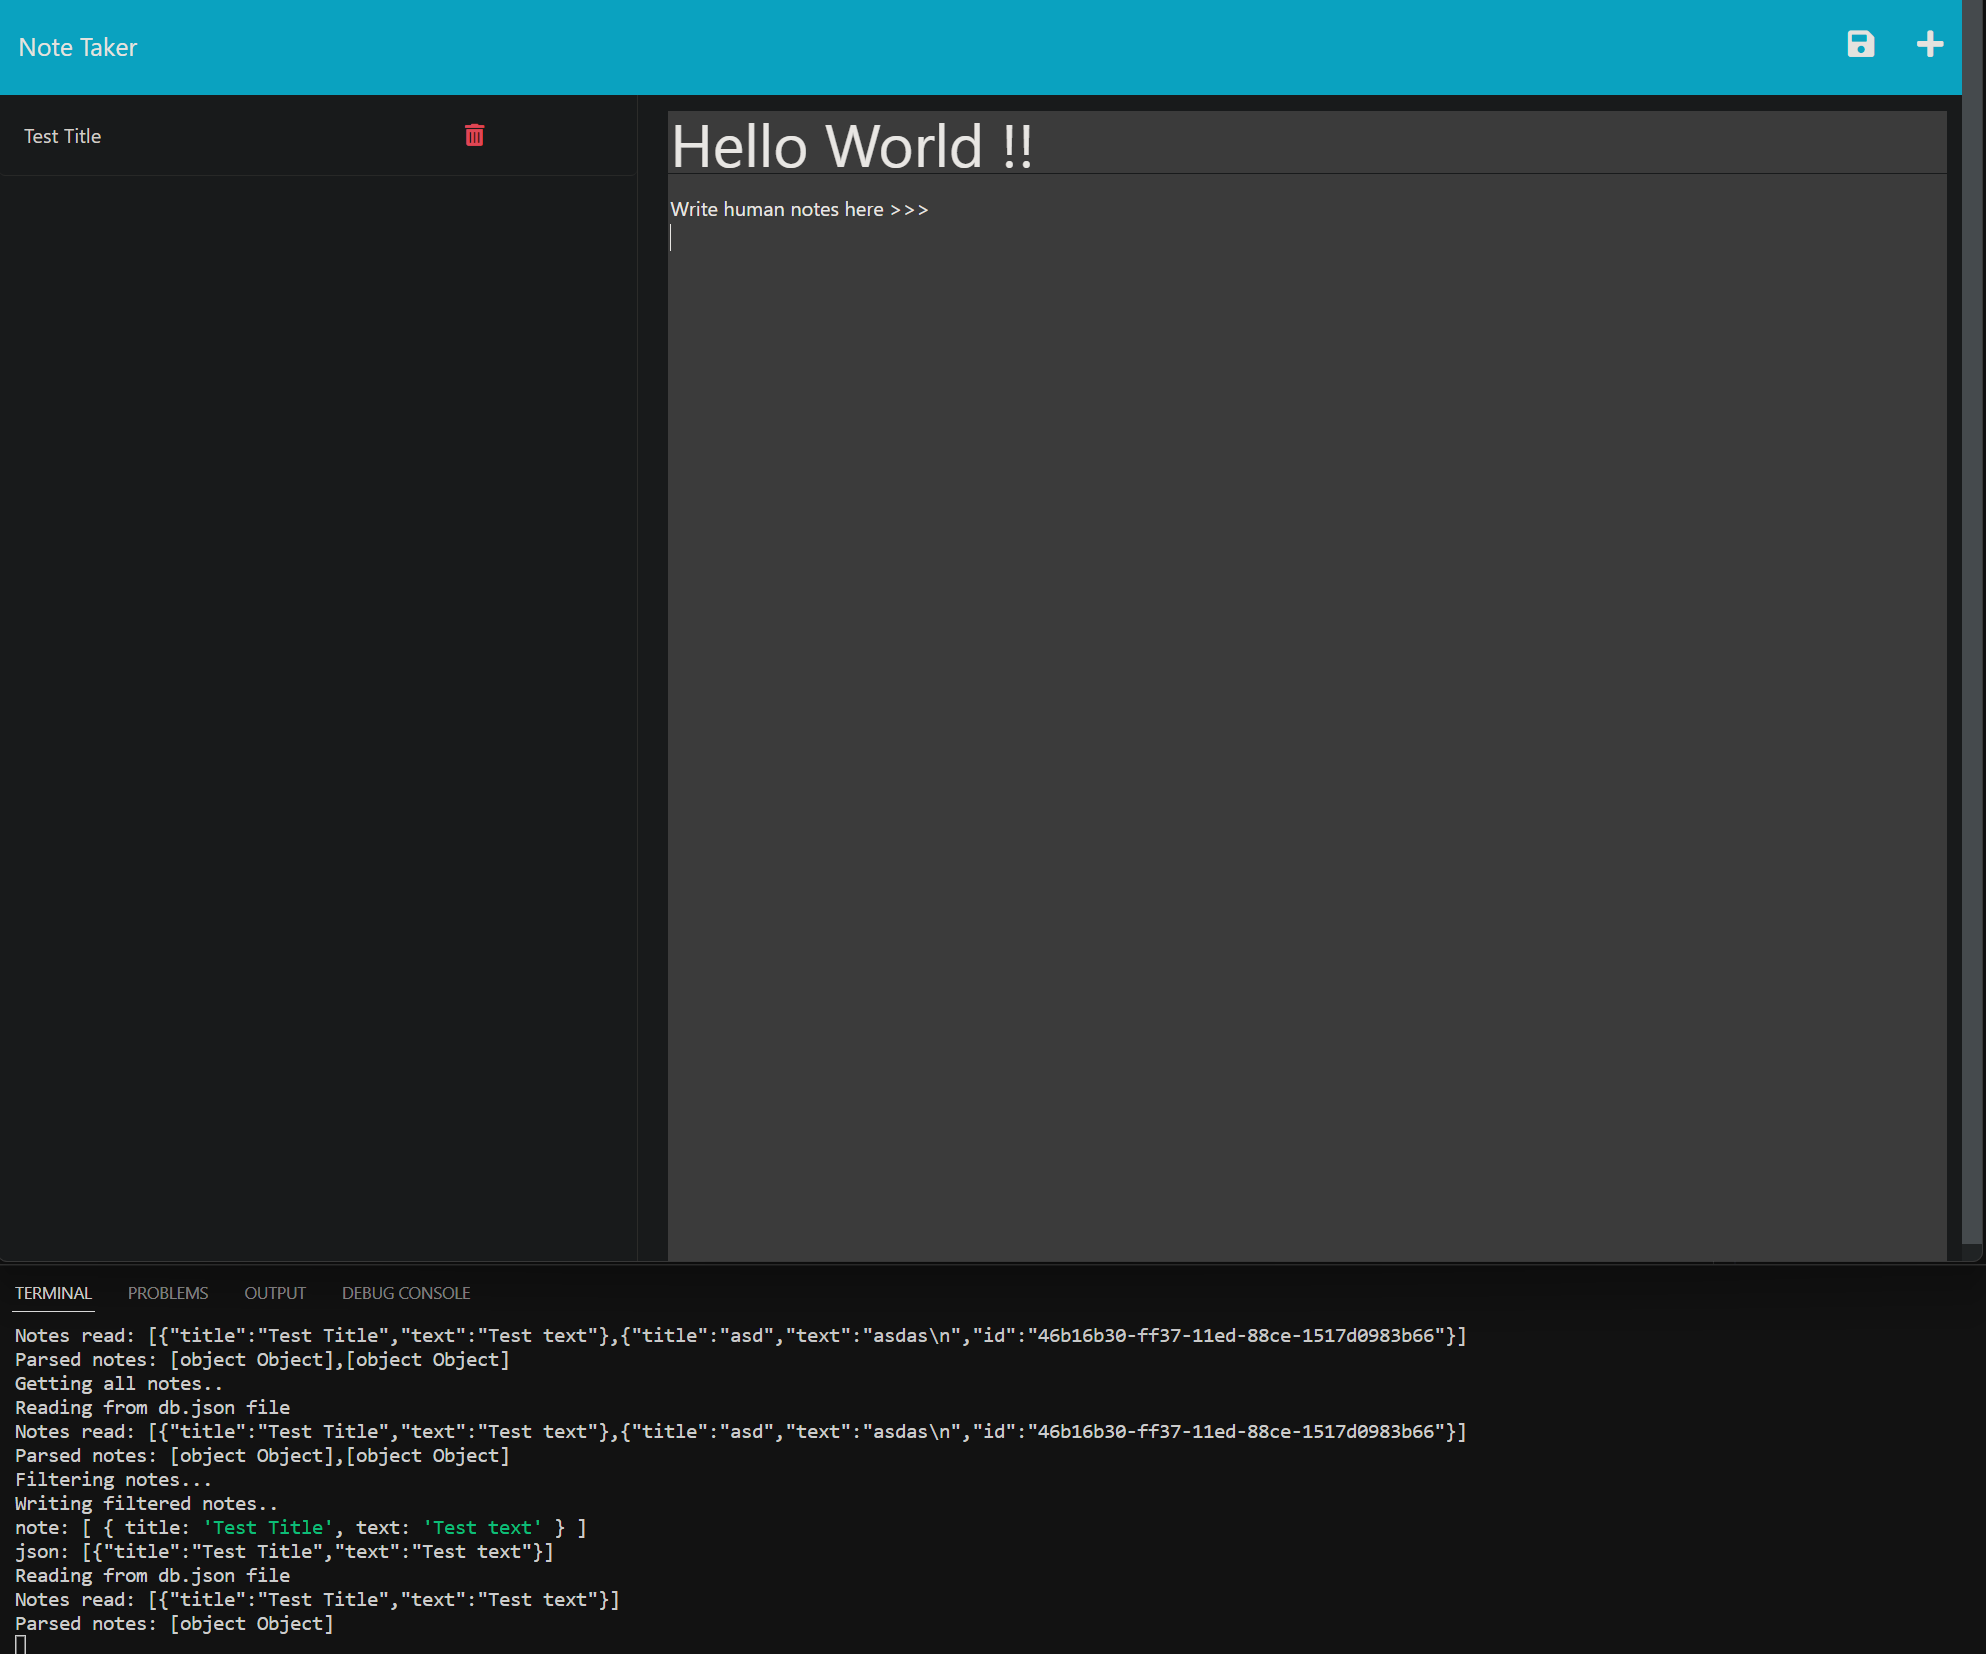 Note Taker
Test Title
Hello World !!
Write human notes here >>>
TERMINAL PROBLEMS OUTPUT DEBUG CONSOLE
Notes read: [{"title":"Test Title","text":"Test text"},{"title":"asd","text":"asdas\n","id":"46b16b30-ff37-11ed-88ce-1517d0983b66"}]
Parsed notes: [object Object],[object Object]
Getting all notes..
Reading from db.json file
Notes read: [{"title":"Test Title","text":"Test text"},{"title":"asd","text":"asdas\n","id":"46b16b30-ff37-11ed-88ce-1517d0983b66"}]
Parsed notes: [object Object],[object Object]
Filtering notes...
Writing filtered notes..
note: [ { title: 'Test Title', text: 'Test text' } ]
json: [{"title":"Test Title","text":"Test text"}]
Reading from db.json file
Notes read: [{"title":"Test Title","text":"Test text"}]
Parsed notes: [object Object]